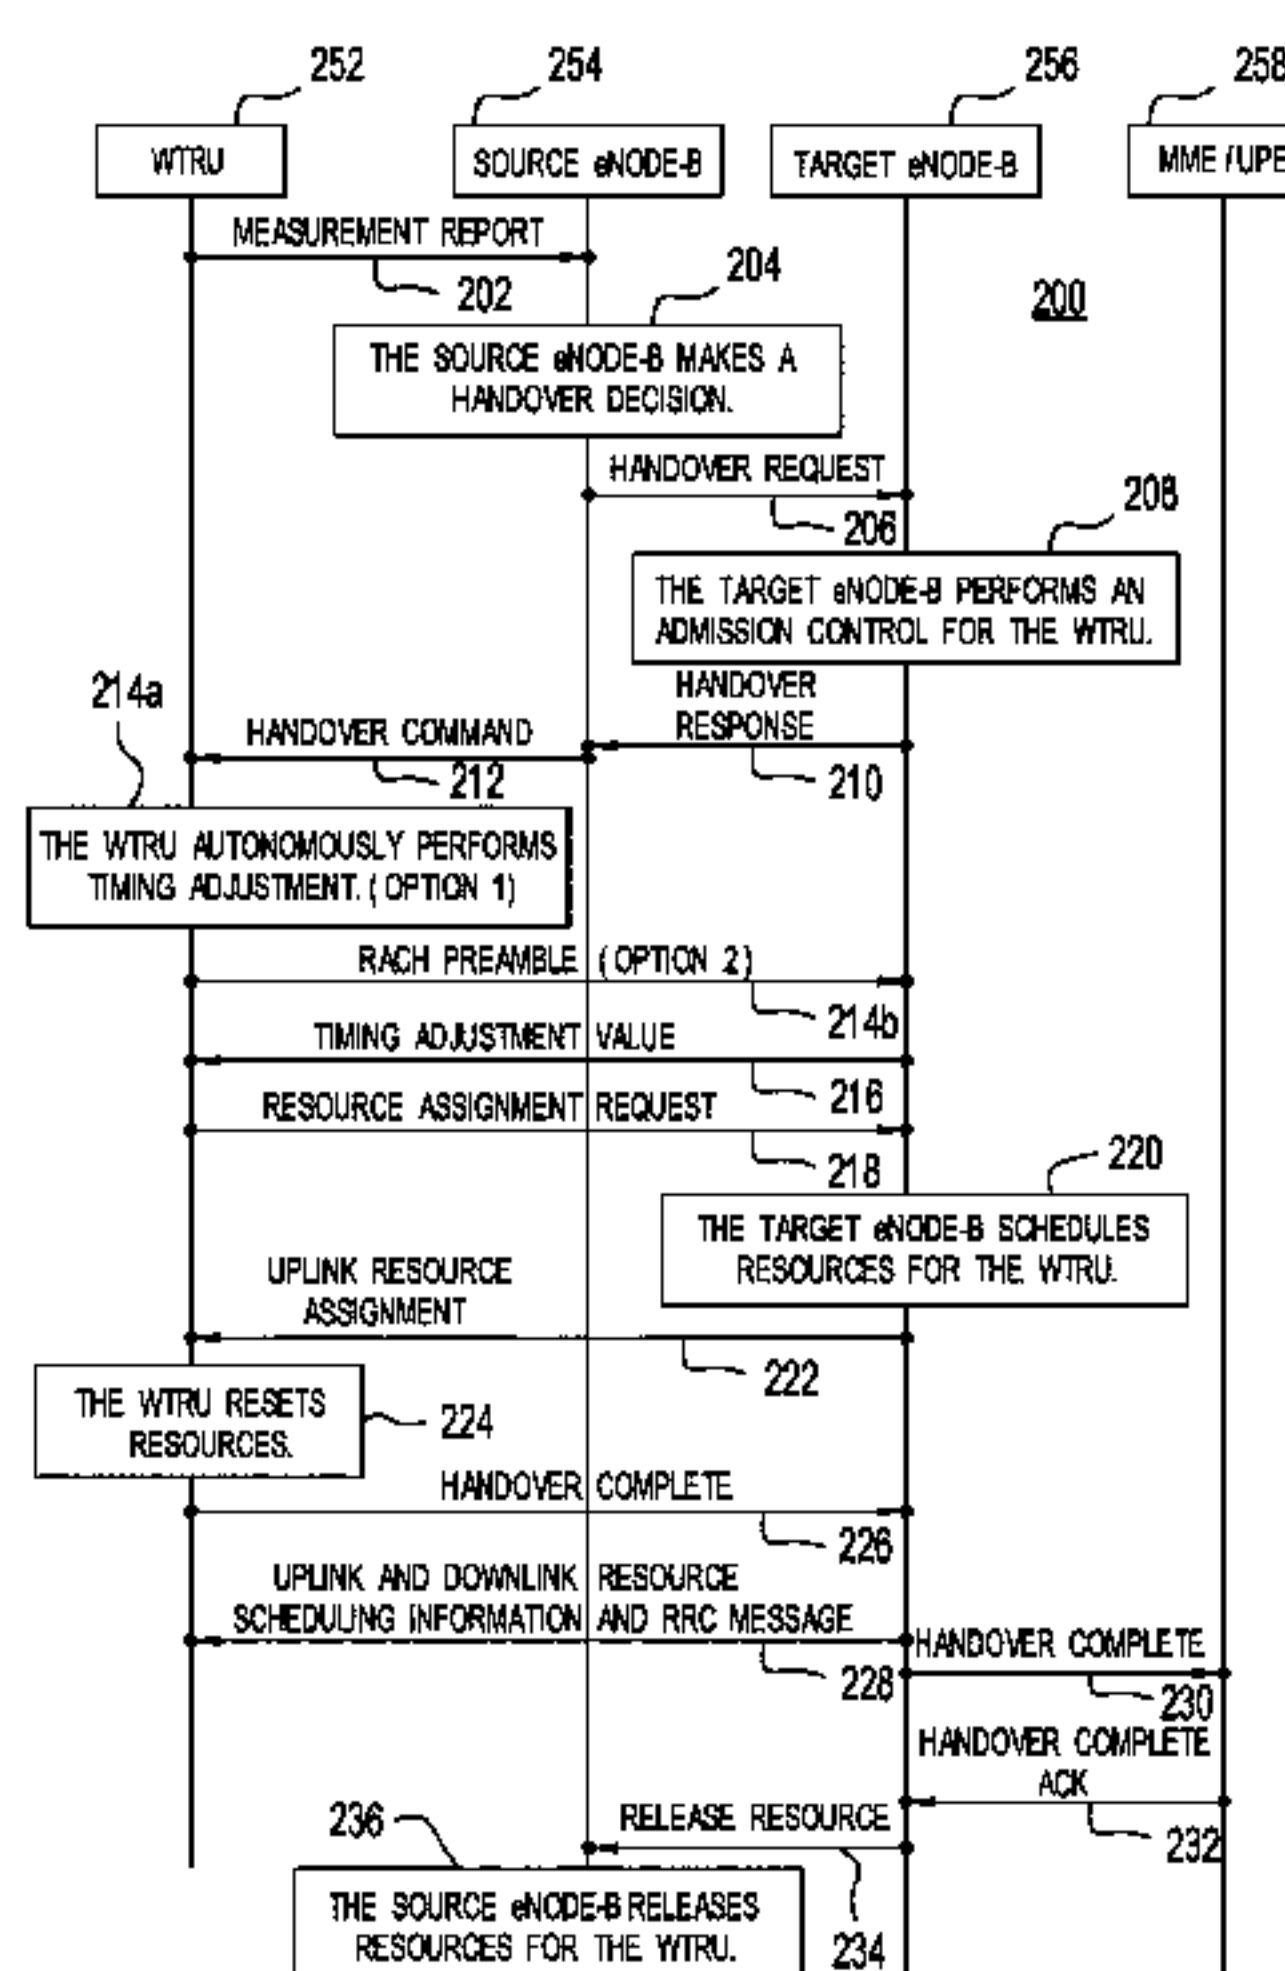 252
254
256
258
WTRU
SOURCE eNODE-B
TARGET eNODE-B
MME/UPE
MEASUREMENT REPORT
202
204
200
THE SOURCE eNODE-B MAKES A
HANDOVER DECISION.
HANDOVER REQUEST
206
208
THE TARGET eNODE-B PERFORMS AN
ADMISSION CONTROL FOR THE WTRU.
214a
HANDOVER
RESPONSE
HANDOVER COMMAND
212
210
THE WTRU AUTONOMOUSLY PERFORMS
TIMING ADJUSTMENT. (OPTION 1)
RACH PREAMBLE (OPTION 2)
214b
TIMING ADJUSTMENT VALUE
216
RESOURCE ASSIGNMENT REQUEST
218
220
THE TARGET eNODE-B SCHEDULES
RESOURCES FOR THE WTRU.
UPLINK RESOURCE
ASSIGNMENT
222
THE WTRU RESETS
RESOURCES.
224
HANDOVER COMPLETE
226
UPLINK AND DOWNLINK RESOURCE
SCHEDULING INFORMATION AND RRC MESSAGE
228
HANDOVER COMPLETE
230
HANDOVER COMPLETE
ACK
232
236
RELEASE RESOURCE
234
THE SOURCE eNODE-B RELEASES
RESOURCES FOR THE WTRU.